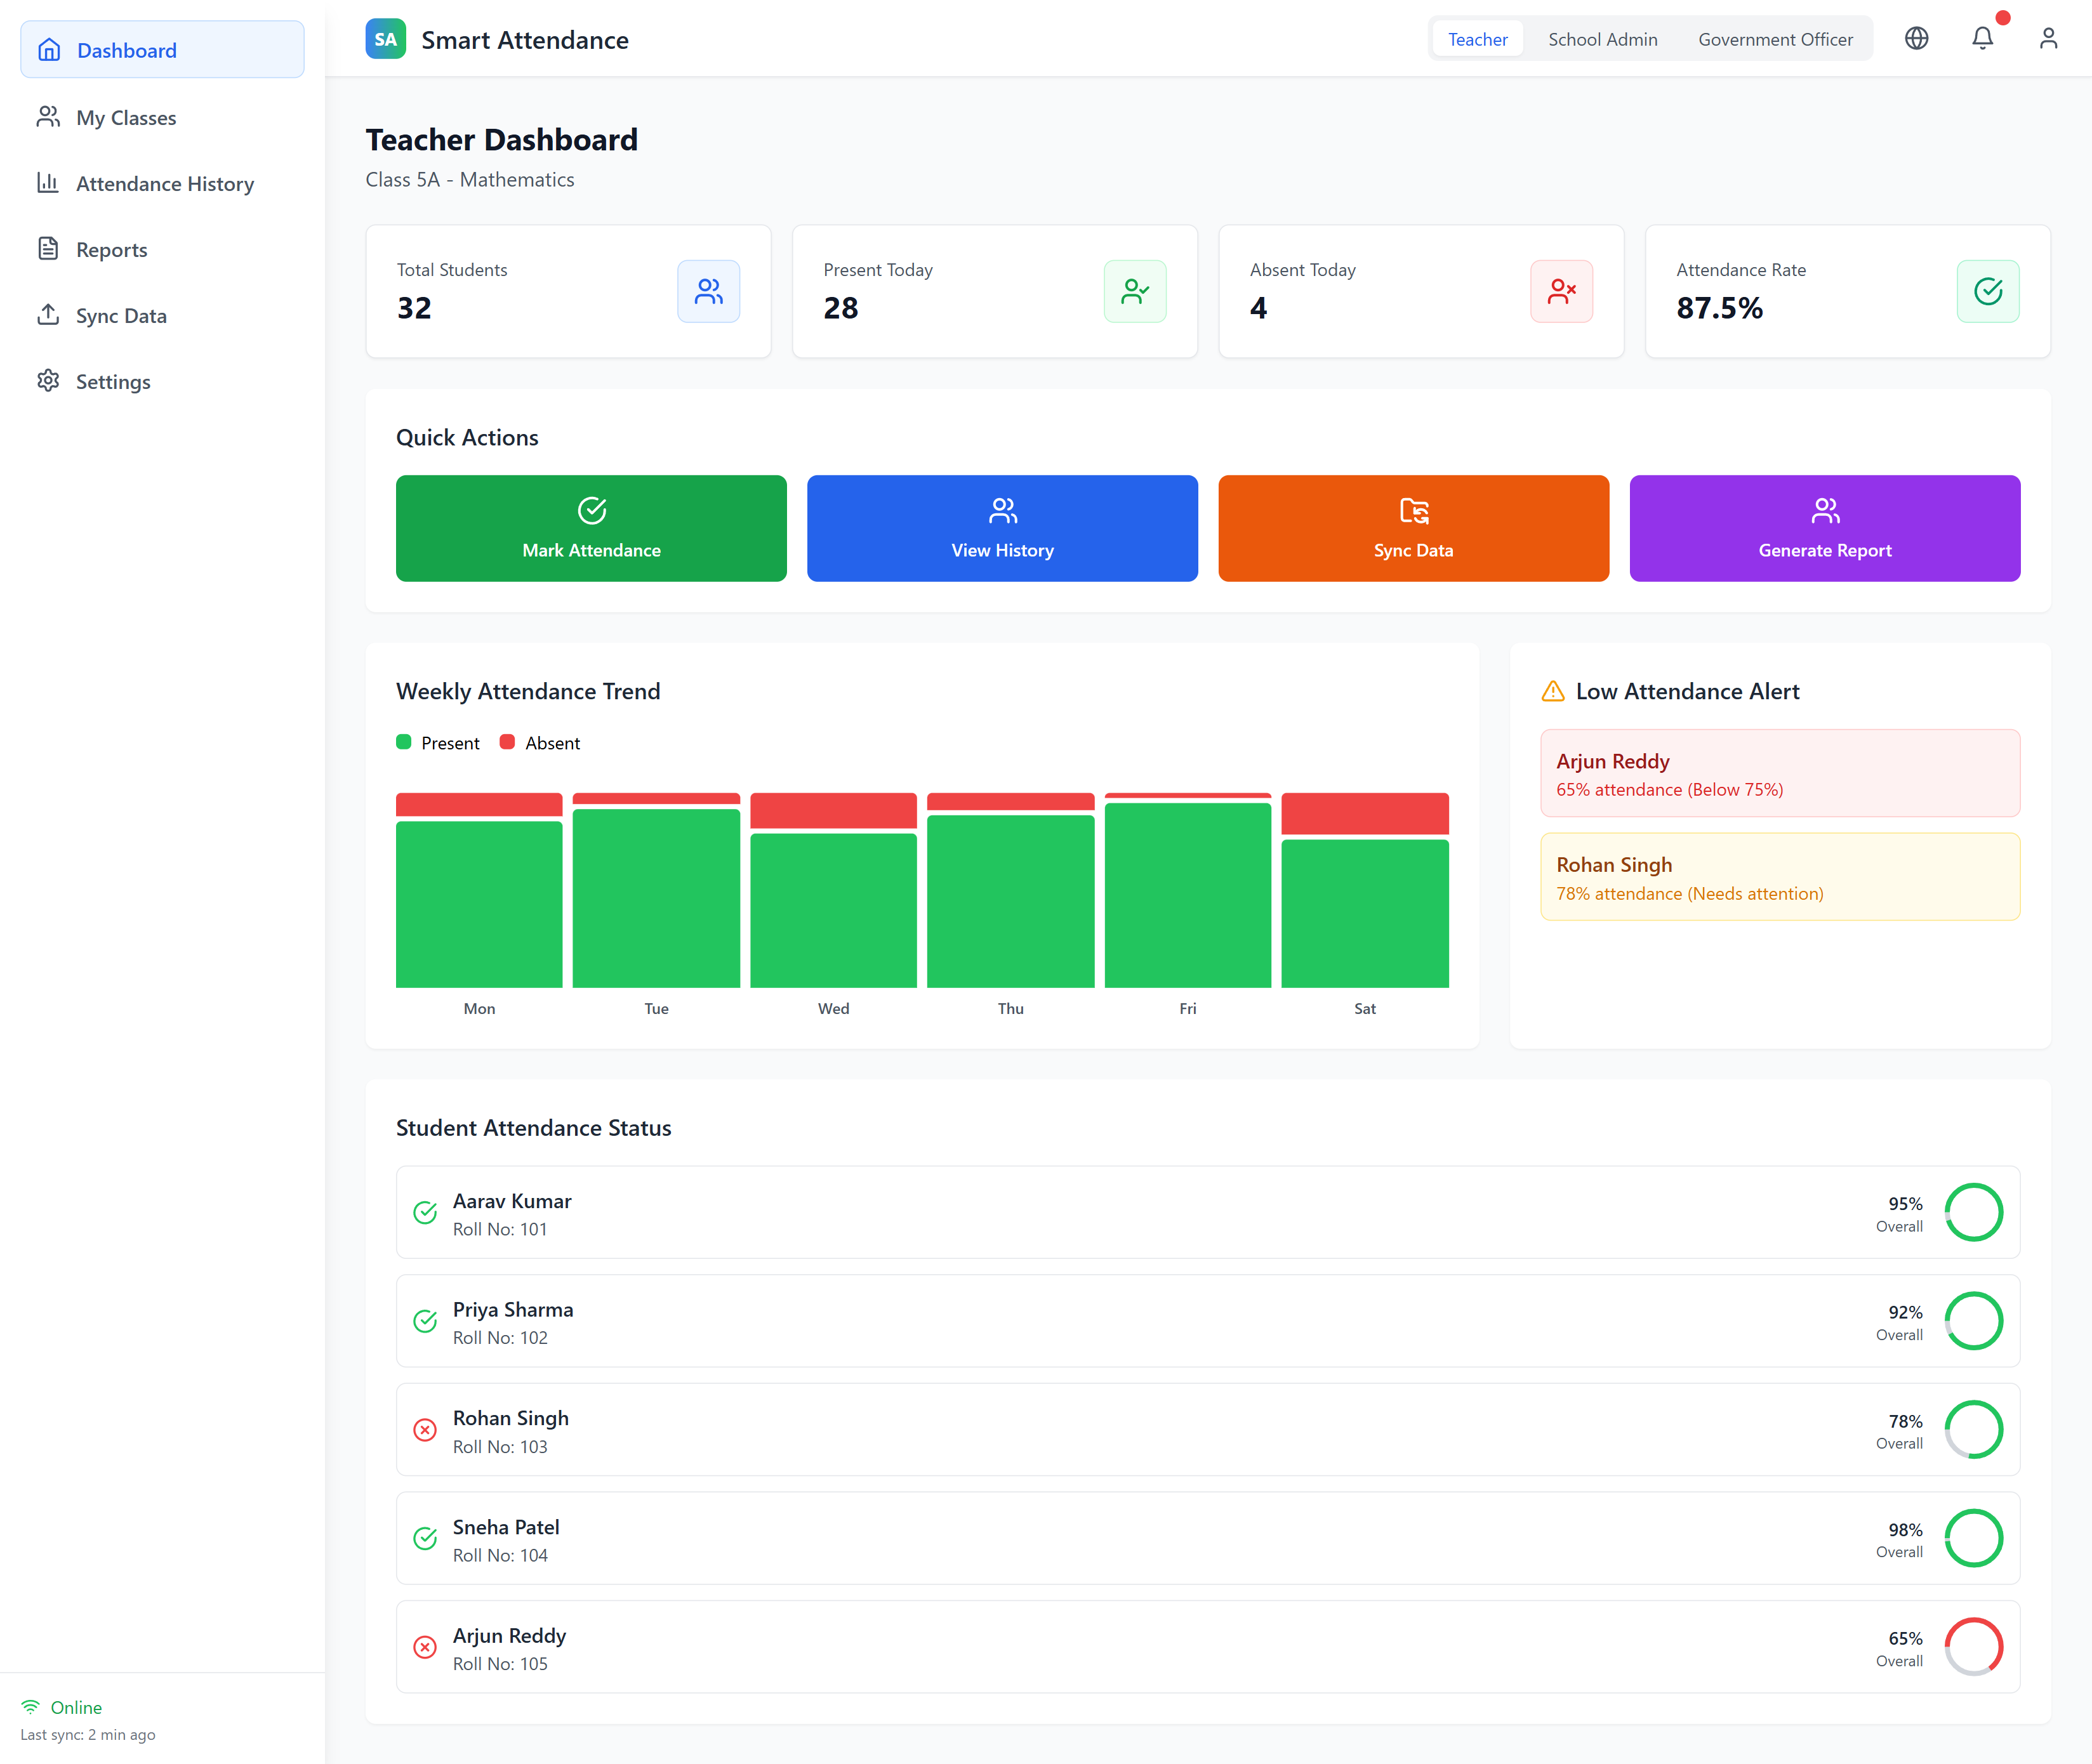 Dashboard
My Classes
Attendance History
Reports
Sync Data
Settings
Online
Last sync: 2 min ago
SA
Smart Attendance
Teacher
School Admin
Government Officer
Teacher Dashboard
Class 5A - Mathematics
Total Students
32
Present Today
28
Absent Today
4
Attendance Rate
87.5%
Quick Actions
Mark Attendance
View History
Sync Data
Generate Report
Weekly Attendance Trend
Present
Absent
Mon
Tue
Wed
Thu
Fri
Sat
Low Attendance Alert
Arjun Reddy
65% attendance (Below 75%)
Rohan Singh
78% attendance (Needs attention)
Student Attendance Status
Aarav Kumar
Roll No: 101
95%
Overall
Priya Sharma
Roll No: 102
92%
Overall
Rohan Singh
Roll No: 103
78%
Overall
Sneha Patel
Roll No: 104
98%
Overall
Arjun Reddy
Roll No: 105
65%
Overall